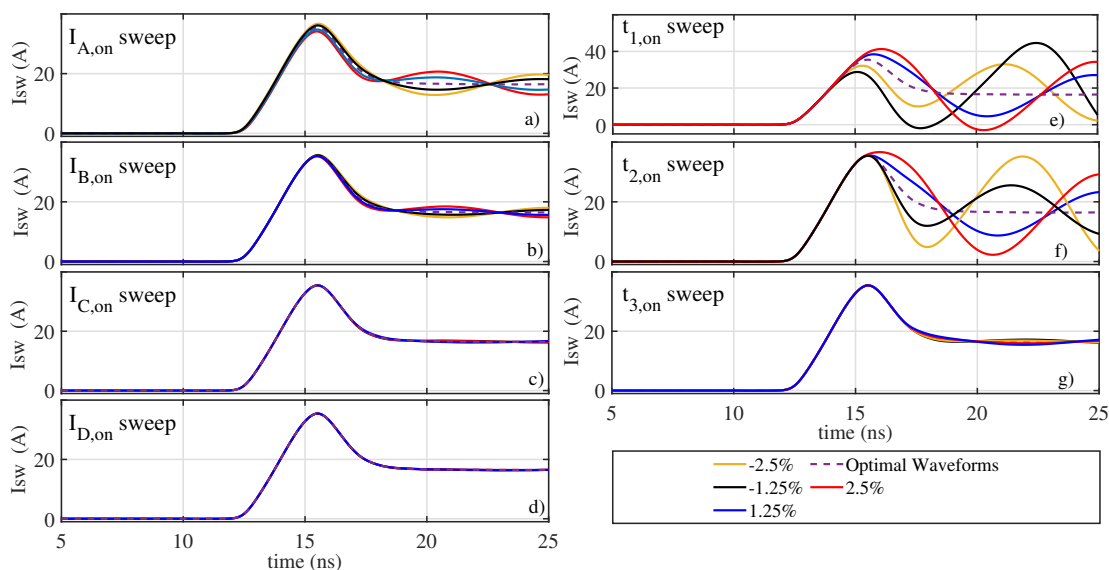 I_A,on sweep
Isw (A)
20
0
a)
I_B,on sweep
Isw (A)
20
0
b)
I_C,on sweep
Isw (A)
20
0
c)
I_D,on sweep
Isw (A)
20
0
d)
5 10 15 20 25
time (ns)
t_1,on sweep
Isw (A)
40
20
0
e)
t_2,on sweep
Isw (A)
20
0
f)
t_3,on sweep
Isw (A)
20
0
g)
5 10 15 20 25
time (ns)
-2.5% Optimal Waveforms
-1.25% 2.5%
1.25%